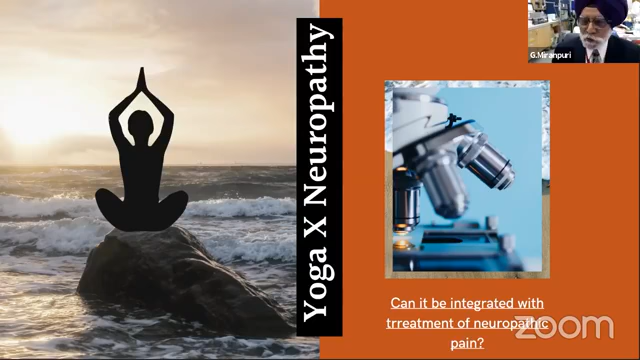 Yoga X Neuropathy
G.Miranpuri
Can it be integrated with
trreatment of neuropathic
pain?
zoom